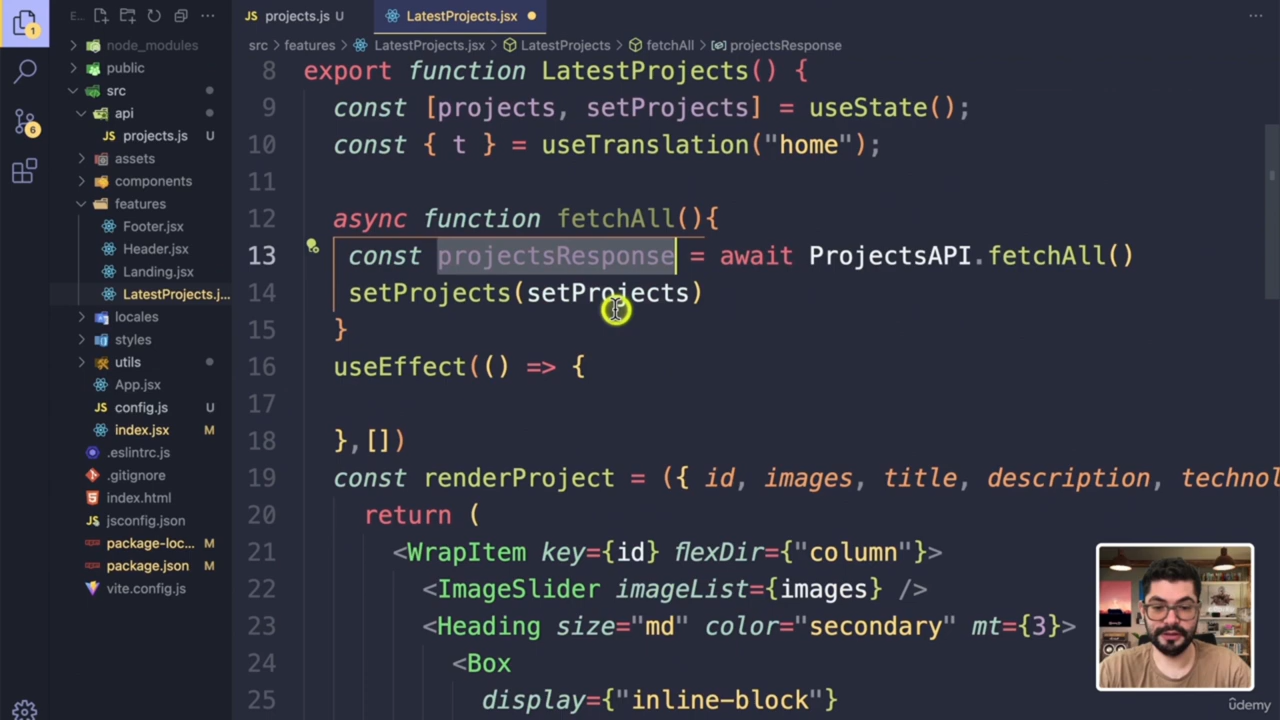 1
E...
projects.js U
LatestProjects.jsx
node_modules
src > features > LatestProjects.jsx > LatestProjects > fetchAll > projectsResponse
public
src
api
projects.js U
assets
components
features
Footer.jsx
Header.jsx
Landing.jsx
LatestProjects.j...
locales
styles
utils
App.jsx
config.js U
index.jsx M
.eslintrc.js
.gitignore
index.html
jsconfig.json
package-loc... M
package.json M
vite.config.js
6
8 export function LatestProjects() {
9 const [projects, setProjects] = useState();
10 const { t } = useTranslation("home");
11
12 async function fetchAll(){
13 const projectsResponse = await ProjectsAPI.fetchAll()
14 setProjects(setProjects)
15 }
16 useEffect(() => {
17
18 },[])
19 const renderProject = ({ id, images, title, description, technol
20 return (
21 <WrapItem key={id} flexDir={"column"}>
22 <ImageSlider imageList={images} />
23 <Heading size="md" color="secondary" mt={3}>
24 <Box
25 display={"inline-block"}
ûdemy